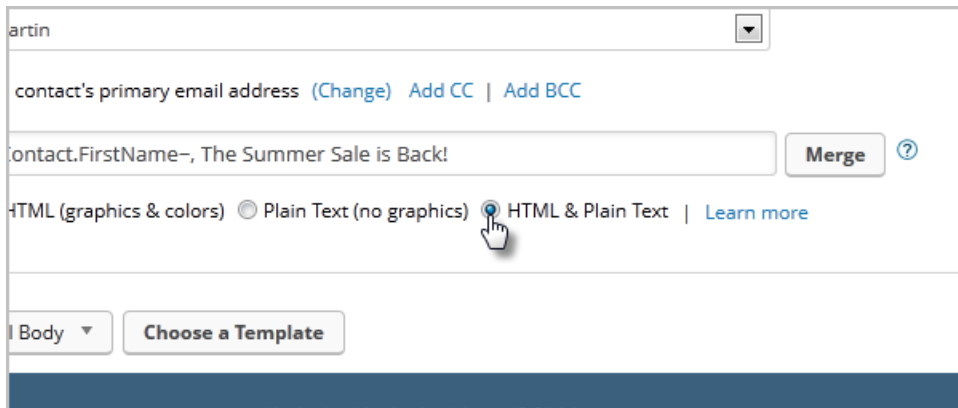 artin
contact's primary email address (Change) Add CC | Add BCC
Contact.FirstName~, The Summer Sale is Back! Merge ?
HTML (graphics & colors) Plain Text (no graphics) HTML & Plain Text | Learn more
l Body Choose a Template